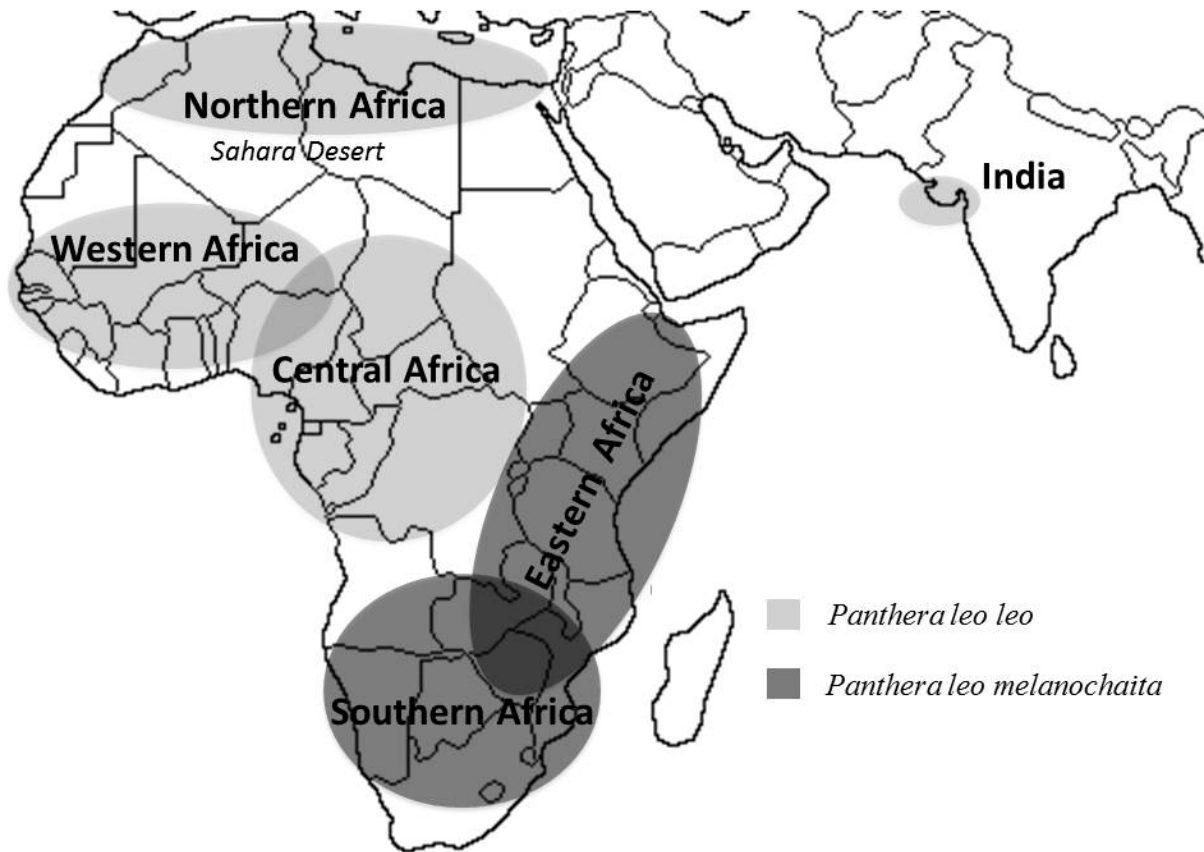 Northern Africa
Sahara Desert
India
Western Africa
Central Africa
Eastern Africa
Panthera leo leo
Panthera leo melanochaita
Southern Africa